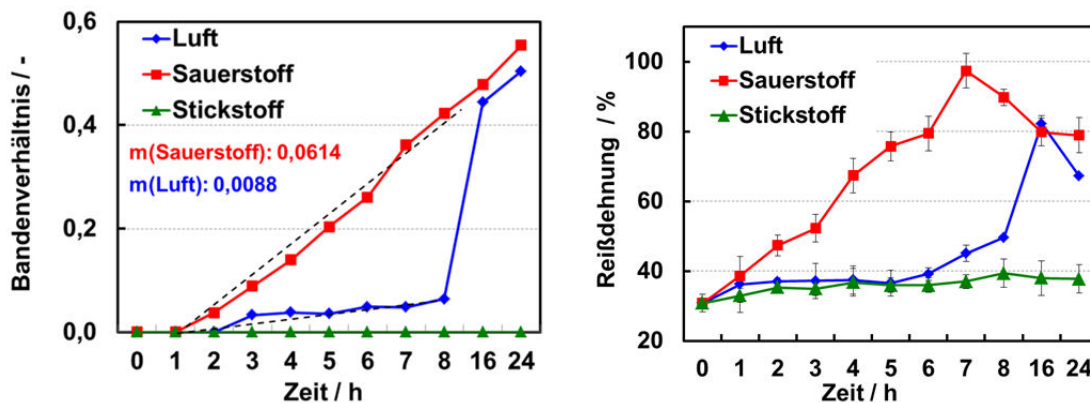 Bandenverhältnis / -
0,6
0,4
0,2
0,0
Luft
Sauerstoff
Stickstoff
m(Sauerstoff): 0,0614
m(Luft): 0,0088
0 1 2 3 4 5 6 7 8 16 24
Zeit / h
Reißdehnung / %
100
80
60
40
20
Luft
Sauerstoff
Stickstoff
0 1 2 3 4 5 6 7 8 16 24
Zeit / h